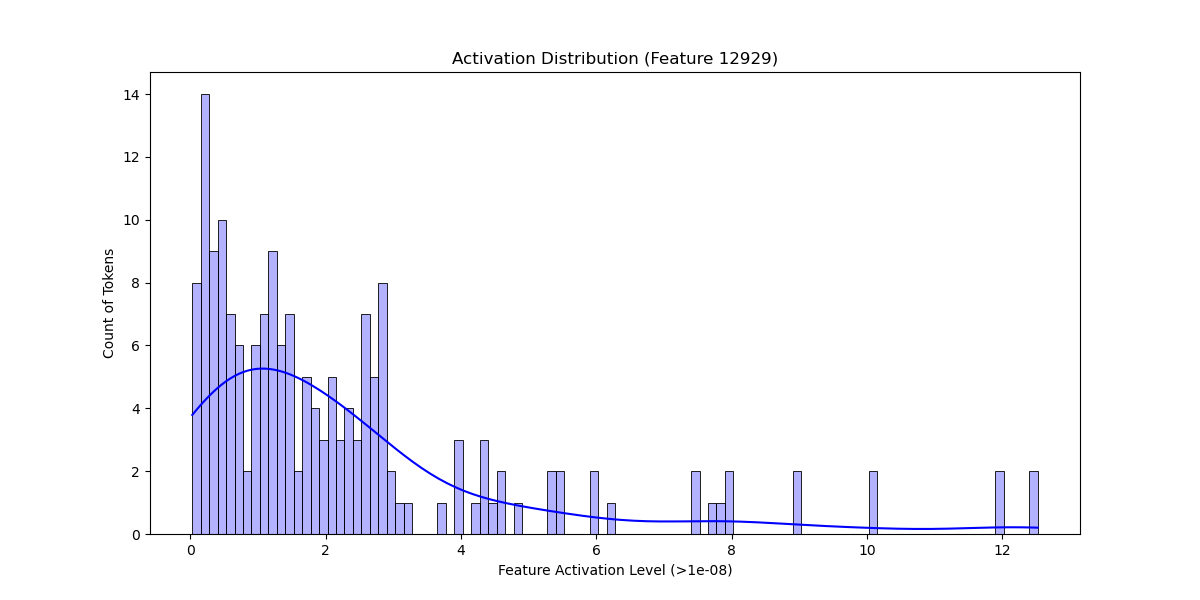 Activation Distribution (Feature 12929)
14
12
10
8
6
4
2
0
Count of Tokens
0 2 4 6 8 10 12
Feature Activation Level (>1e-08)